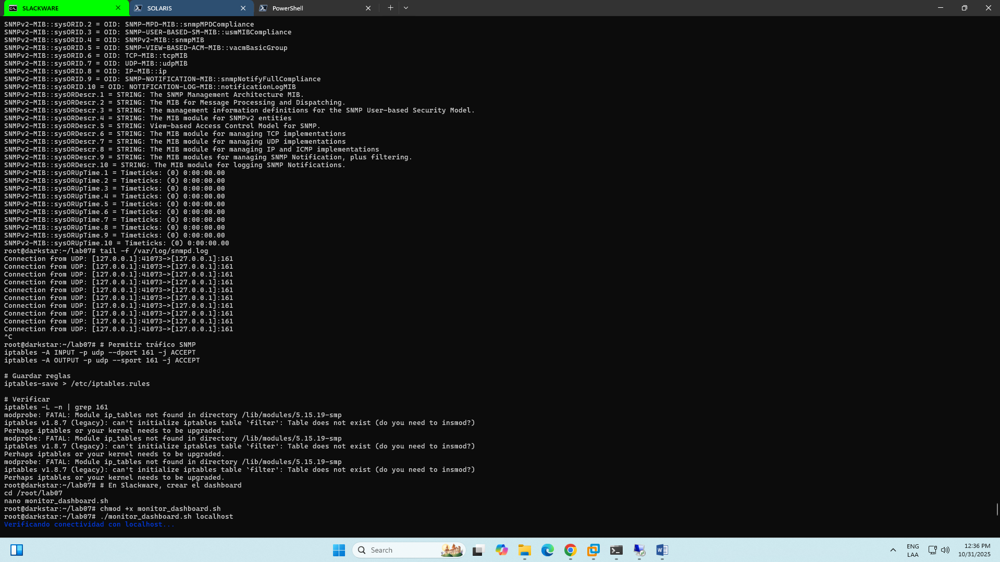 SLACKWARE
SOLARIS
PowerShell
SNMPv2-MIB::sysORID.2 = OID: SNMP-MPD-MIB::snmpMPDCompliance
SNMPv2-MIB::sysORID.3 = OID: SNMP-USER-BASED-SM-MIB::usmMIBCompliance
SNMPv2-MIB::sysORID.4 = OID: SNMPv2-MIB::snmpMIB
SNMPv2-MIB::sysORID.5 = OID: SNMP-VIEW-BASED-ACM-MIB::vacmBasicGroup
SNMPv2-MIB::sysORID.6 = OID: TCP-MIB::tcpMIB
SNMPv2-MIB::sysORID.7 = OID: UDP-MIB::udpMIB
SNMPv2-MIB::sysORID.8 = OID: IP-MIB::ip
SNMPv2-MIB::sysORID.9 = OID: SNMP-NOTIFICATION-MIB::snmpNotifyFullCompliance
SNMPv2-MIB::sysORID.10 = OID: NOTIFICATION-LOG-MIB::notificationLogMIB
SNMPv2-MIB::sysORDescr.1 = STRING: The SNMP Management Architecture MIB.
SNMPv2-MIB::sysORDescr.2 = STRING: The MIB for Message Processing and Dispatching.
SNMPv2-MIB::sysORDescr.3 = STRING: The management information definitions for the SNMP User-based Security Model.
SNMPv2-MIB::sysORDescr.4 = STRING: The MIB module for SNMPv2 entities
SNMPv2-MIB::sysORDescr.5 = STRING: View-based Access Control Model for SNMP.
SNMPv2-MIB::sysORDescr.6 = STRING: The MIB module for managing TCP implementations
SNMPv2-MIB::sysORDescr.7 = STRING: The MIB module for managing UDP implementations
SNMPv2-MIB::sysORDescr.8 = STRING: The MIB module for managing IP and ICMP implementations
SNMPv2-MIB::sysORDescr.9 = STRING: The MIB modules for managing SNMP Notification, plus filtering.
SNMPv2-MIB::sysORDescr.10 = STRING: The MIB module for logging SNMP Notifications.
SNMPv2-MIB::sysORUpTime.1 = Timeticks: (0) 0:00:00.00
SNMPv2-MIB::sysORUpTime.2 = Timeticks: (0) 0:00:00.00
SNMPv2-MIB::sysORUpTime.3 = Timeticks: (0) 0:00:00.00
SNMPv2-MIB::sysORUpTime.4 = Timeticks: (0) 0:00:00.00
SNMPv2-MIB::sysORUpTime.5 = Timeticks: (0) 0:00:00.00
SNMPv2-MIB::sysORUpTime.6 = Timeticks: (0) 0:00:00.00
SNMPv2-MIB::sysORUpTime.7 = Timeticks: (0) 0:00:00.00
SNMPv2-MIB::sysORUpTime.8 = Timeticks: (0) 0:00:00.00
SNMPv2-MIB::sysORUpTime.9 = Timeticks: (0) 0:00:00.00
SNMPv2-MIB::sysORUpTime.10 = Timeticks: (0) 0:00:00.00
root@darkstar:~/lab07# tail -f /var/log/snmpd.log
Connection from UDP: [127.0.0.1]:41073->[127.0.0.1]:161
Connection from UDP: [127.0.0.1]:41073->[127.0.0.1]:161
Connection from UDP: [127.0.0.1]:41073->[127.0.0.1]:161
Connection from UDP: [127.0.0.1]:41073->[127.0.0.1]:161
Connection from UDP: [127.0.0.1]:41073->[127.0.0.1]:161
Connection from UDP: [127.0.0.1]:41073->[127.0.0.1]:161
Connection from UDP: [127.0.0.1]:41073->[127.0.0.1]:161
Connection from UDP: [127.0.0.1]:41073->[127.0.0.1]:161
Connection from UDP: [127.0.0.1]:41073->[127.0.0.1]:161
Connection from UDP: [127.0.0.1]:41073->[127.0.0.1]:161
^C
root@darkstar:~/lab07# # Permitir tráfico SNMP
iptables -A INPUT -p udp --dport 161 -j ACCEPT
iptables -A OUTPUT -p udp --sport 161 -j ACCEPT
# Guardar reglas
iptables-save > /etc/iptables.rules
# Verificar
iptables -L -n | grep 161
modprobe: FATAL: Module ip_tables not found in directory /lib/modules/5.15.19-smp
iptables v1.8.7 (legacy): can't initialize iptables table `filter': Table does not exist (do you need to insmod?)
Perhaps iptables or your kernel needs to be upgraded.
modprobe: FATAL: Module ip_tables not found in directory /lib/modules/5.15.19-smp
iptables v1.8.7 (legacy): can't initialize iptables table `filter': Table does not exist (do you need to insmod?)
Perhaps iptables or your kernel needs to be upgraded.
modprobe: FATAL: Module ip_tables not found in directory /lib/modules/5.15.19-smp
iptables v1.8.7 (legacy): can't initialize iptables table `filter': Table does not exist (do you need to insmod?)
Perhaps iptables or your kernel needs to be upgraded.
root@darkstar:~/lab07# # En Slackware, crear el dashboard
cd /root/lab07
nano monitor_dashboard.sh
root@darkstar:~/lab07# chmod +x monitor_dashboard.sh
root@darkstar:~/lab07# ./monitor_dashboard.sh localhost
Verificando conectividad con localhost...
Search
ENG
LAA
12:36 PM
10/31/2025